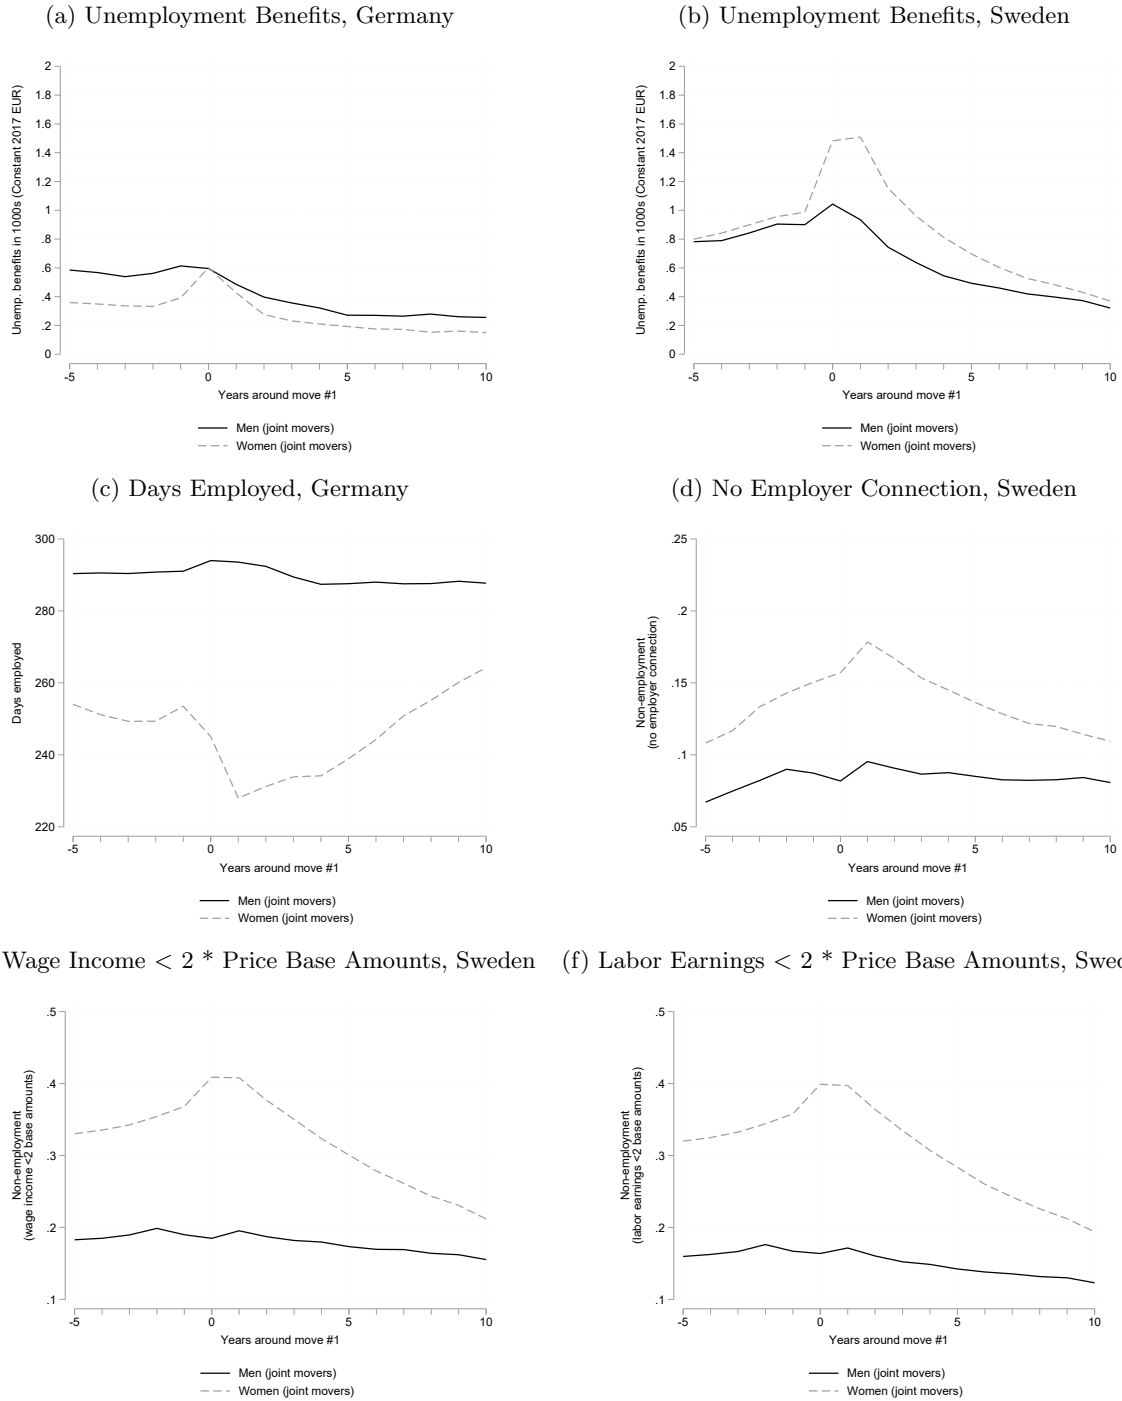 (a) Unemployment Benefits, Germany
Unemp. benefits in 1000s (Constant 2017 EUR)
2
1.8
1.6
1.4
1.2
1
.8
.6
.4
.2
0
-5
0
5
10
Years around move #1
Men (joint movers)
Women (joint movers)
(b) Unemployment Benefits, Sweden
Unemp. benefits in 1000s (Constant 2017 EUR)
2
1.8
1.6
1.4
1.2
1
.8
.6
.4
.2
0
-5
0
5
10
Years around move #1
Men (joint movers)
Women (joint movers)
(c) Days Employed, Germany
Days employed
300
280
260
240
220
-5
0
5
10
Years around move #1
Men (joint movers)
Women (joint movers)
(d) No Employer Connection, Sweden
Non-employment
(no employer connection)
.25
.2
.15
.1
.05
-5
0
5
10
Years around move #1
Men (joint movers)
Women (joint movers)
Wage Income < 2 * Price Base Amounts, Sweden
Non-employment
(wage income <2 base amounts)
.5
.4
.3
.2
.1
-5
0
5
10
Years around move #1
Men (joint movers)
Women (joint movers)
(f) Labor Earnings < 2 * Price Base Amounts, Swe
Non-employment
(labor earnings <2 base amounts)
.5
.4
.3
.2
.1
-5
0
5
10
Years around move #1
Men (joint movers)
Women (joint movers)